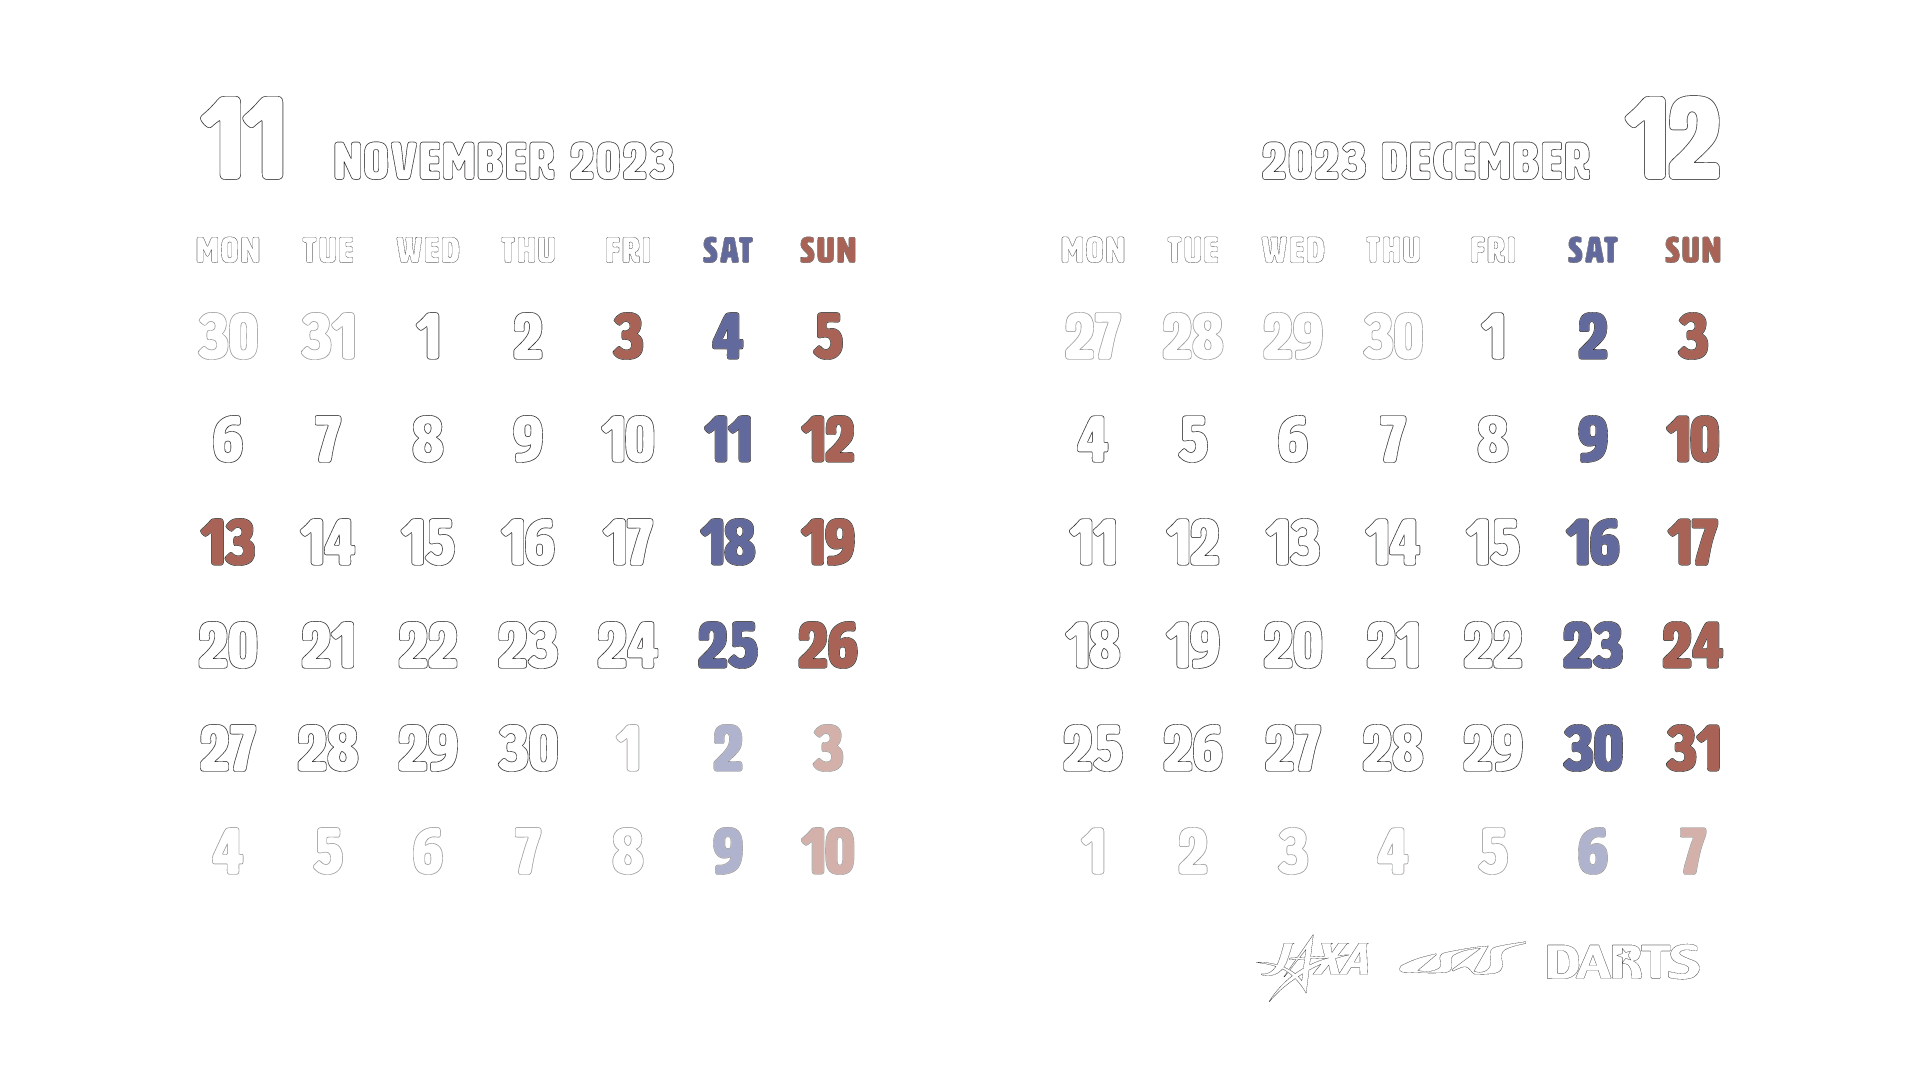 11 NOVEMBER 2023
MON TUE WED THU FRI SAT SUN
30 31 1 2 3 4 5
6 7 8 9 10 11 12
13 14 15 16 17 18 19
20 21 22 23 24 25 26
27 28 29 30 1 2 3
4 5 6 7 8 9 10
2023 DECEMBER 12
MON TUE WED THU FRI SAT SUN
27 28 29 30 1 2 3
4 5 6 7 8 9 10
11 12 13 14 15 16 17
18 19 20 21 22 23 24
25 26 27 28 29 30 31
1 2 3 4 5 6 7
JAXA ISAS DARTS